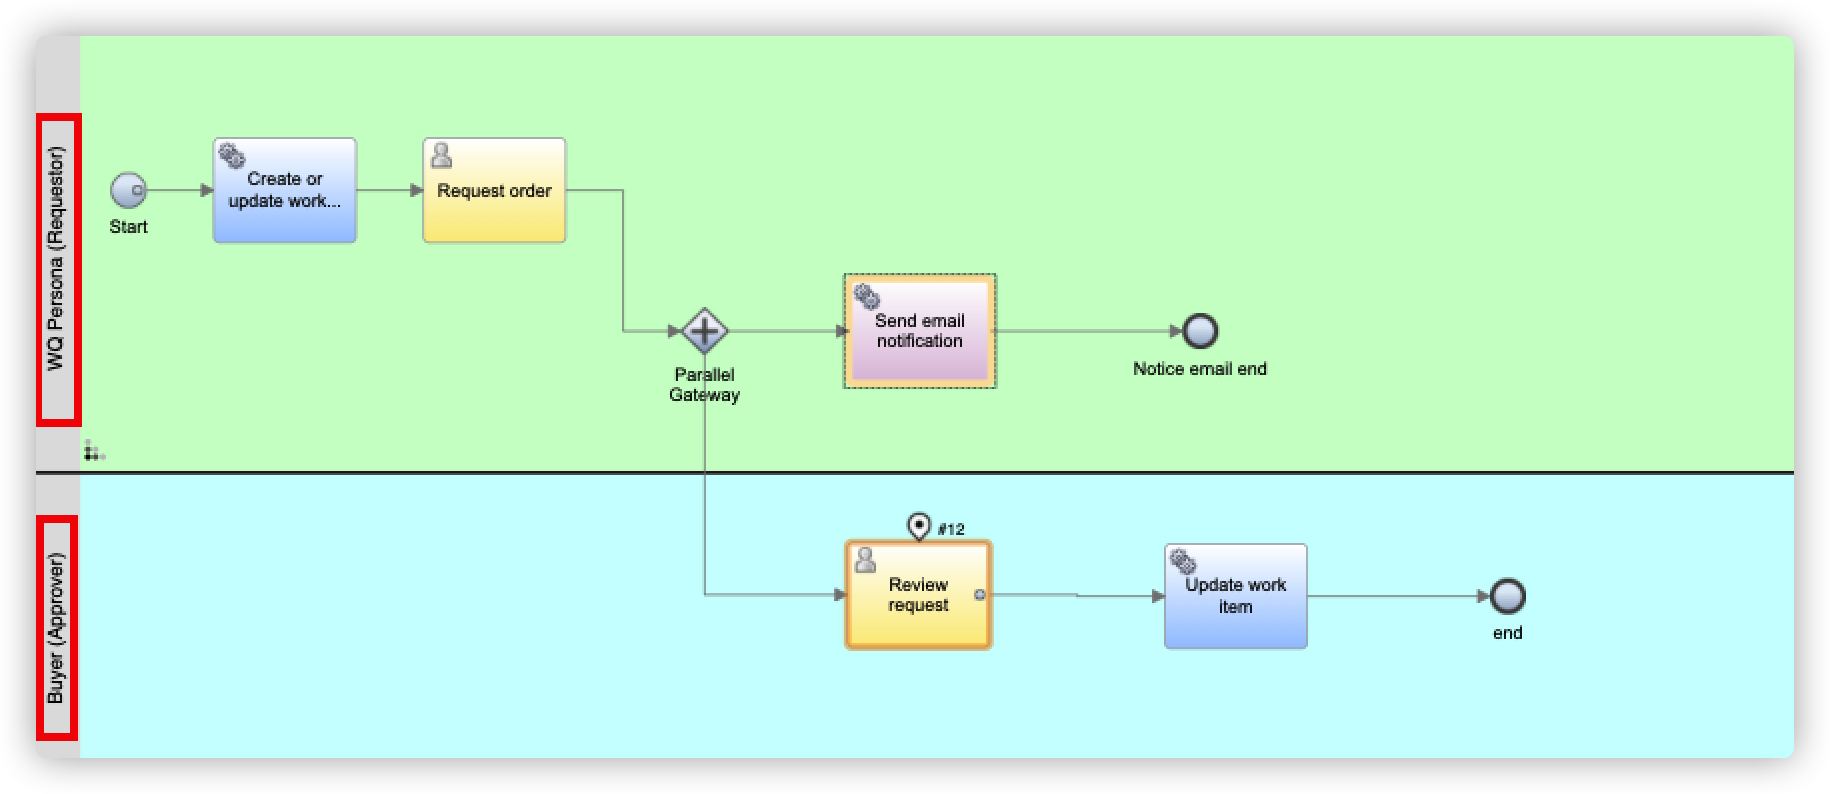 WQ Persona (Requestor)
Start
Create or
update work...
Request order
Parallel
Gateway
Send email
notification
Notice email end
Buyer (Approver)
#12
Review
request
Update work
item
end